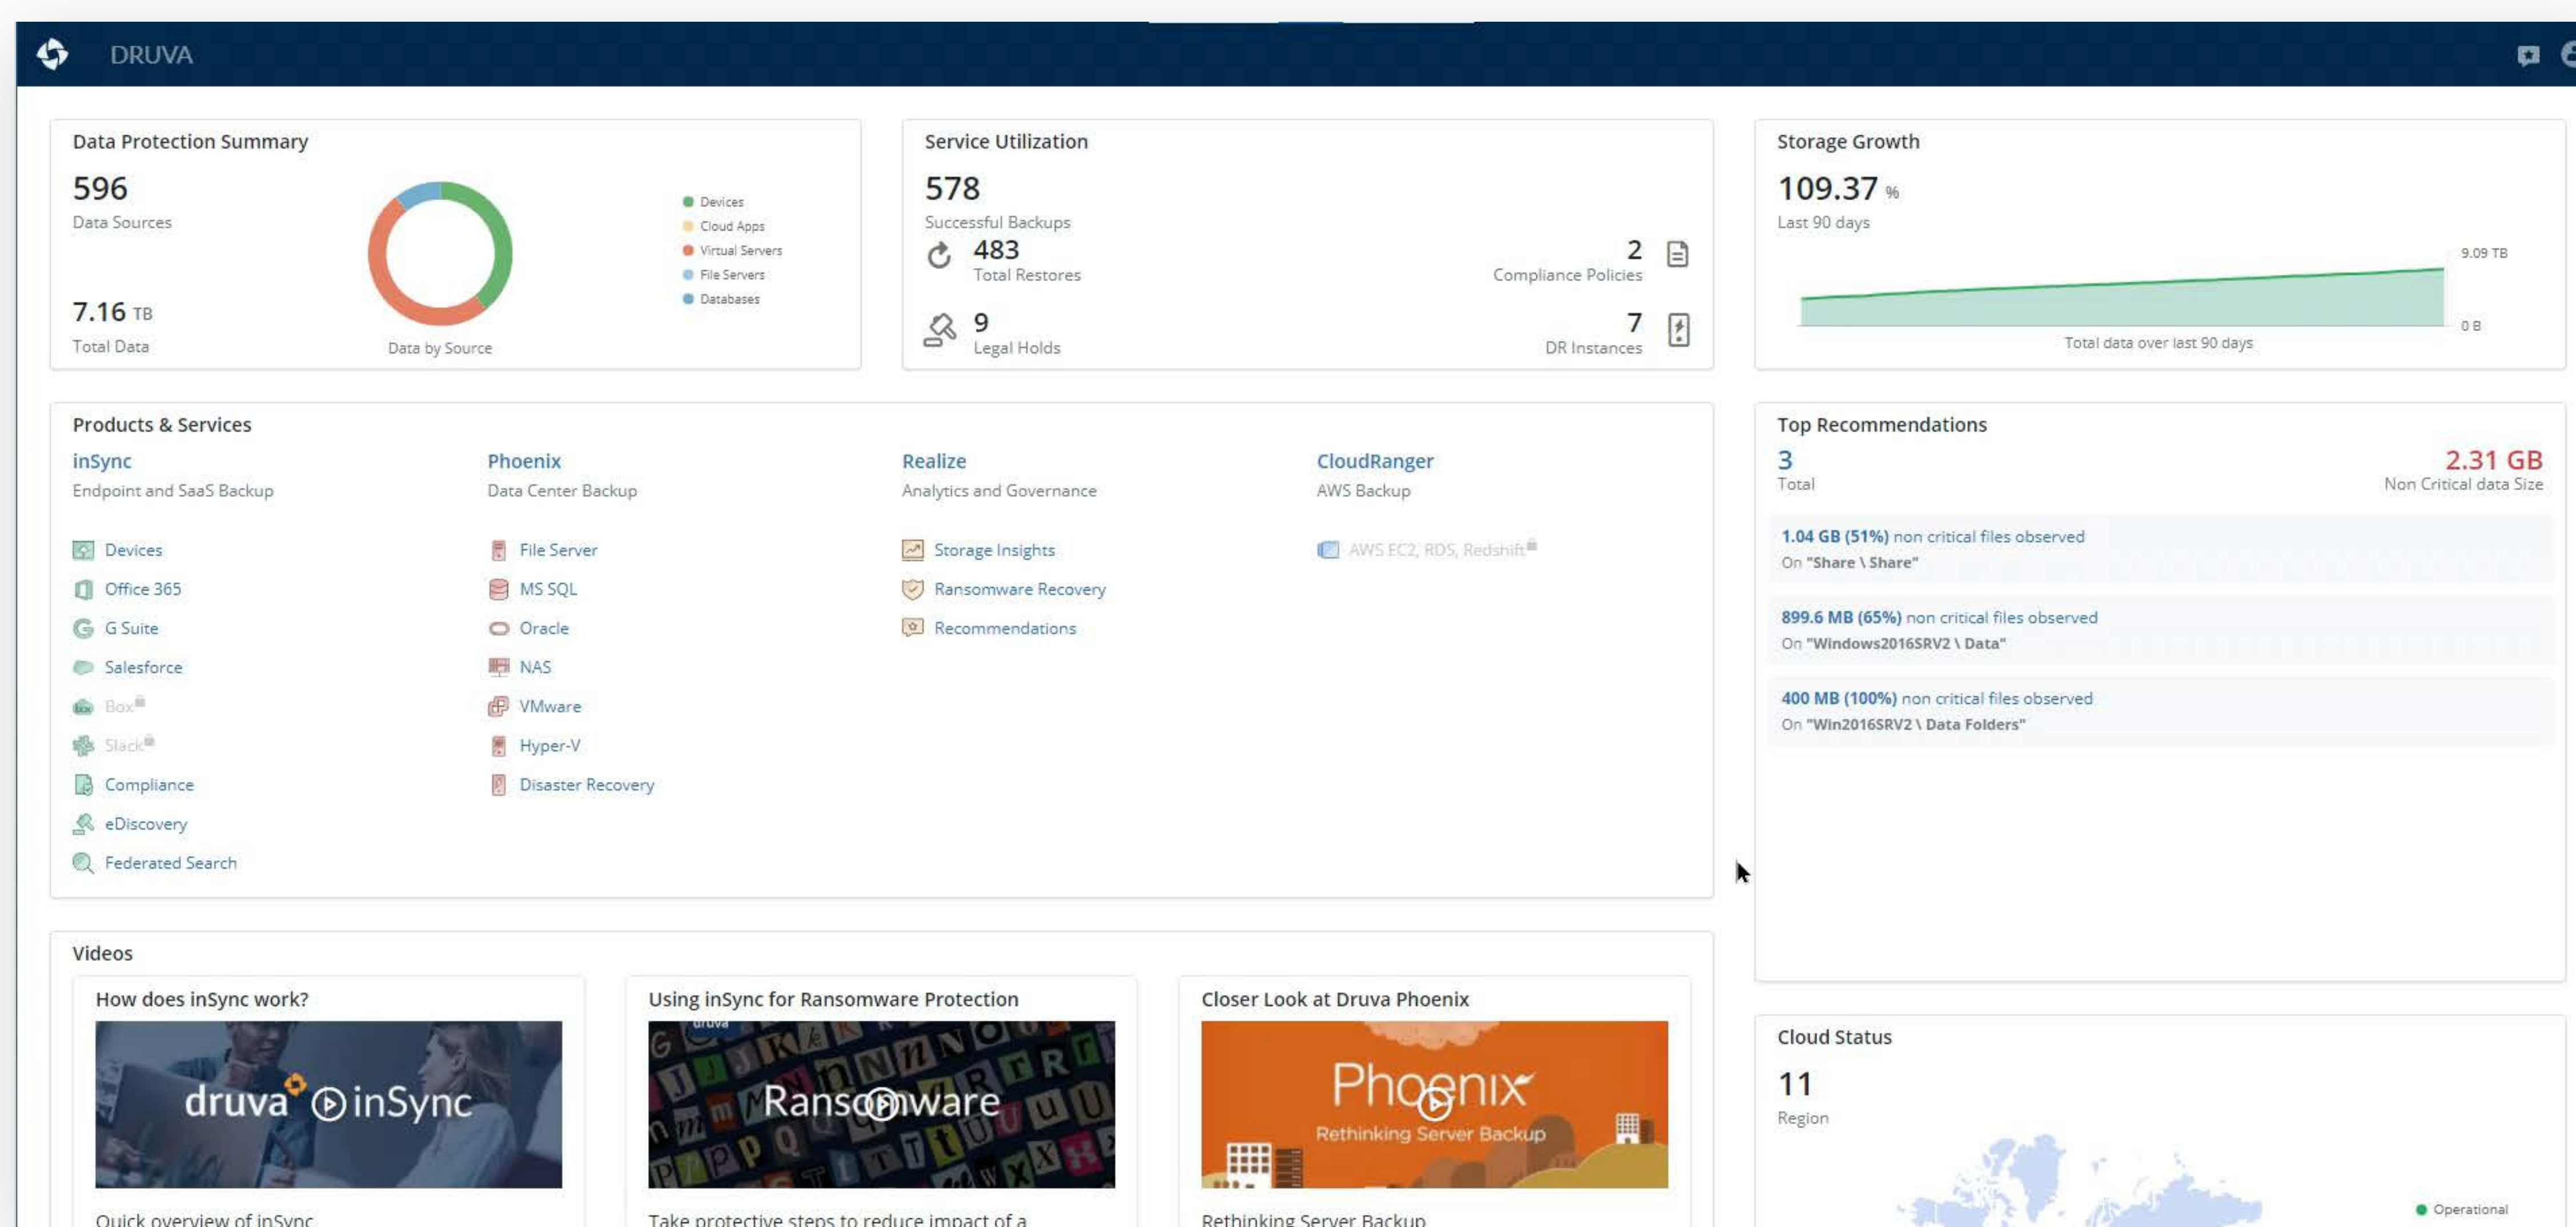 DRUVA
Data Protection Summary
596
Data Sources
7.16 TB
Total Data
Data by Source
Devices
Cloud Apps
Virtual Servers
File Servers
Databases
Service Utilization
578
Successful Backups
483
Total Restores
2
Compliance Policies
9
Legal Holds
7
DR Instances
Storage Growth
109.37 %
Last 90 days
9.09 TB
0 B
Total data over last 90 days
Products & Services
inSync
Endpoint and SaaS Backup
Devices
Office 365
G Suite
Salesforce
Box
Slack
Compliance
eDiscovery
Federated Search
Phoenix
Data Center Backup
File Server
MS SQL
Oracle
NAS
VMware
Hyper-V
Disaster Recovery
Realize
Analytics and Governance
Storage Insights
Ransomware Recovery
Recommendations
CloudRanger
AWS Backup
AWS EC2, RDS, Redshift
Top Recommendations
3
Total
2.31 GB
Non Critical data Size
1.04 GB (51%) non critical files observed
On "Share \ Share"
899.6 MB (65%) non critical files observed
On "Windows2016SRV2 \ Data"
400 MB (100%) non critical files observed
On "Win2016SRV2 \ Data Folders"
Videos
How does inSync work?
druva inSync
Quick overview of inSync
Using inSync for Ransomware Protection
druva
Ransomware
Take protective steps to reduce impact of a
Closer Look at Druva Phoenix
Phoenix
Rethinking Server Backup
Rethinking Server Backup
Cloud Status
11
Region
Operational